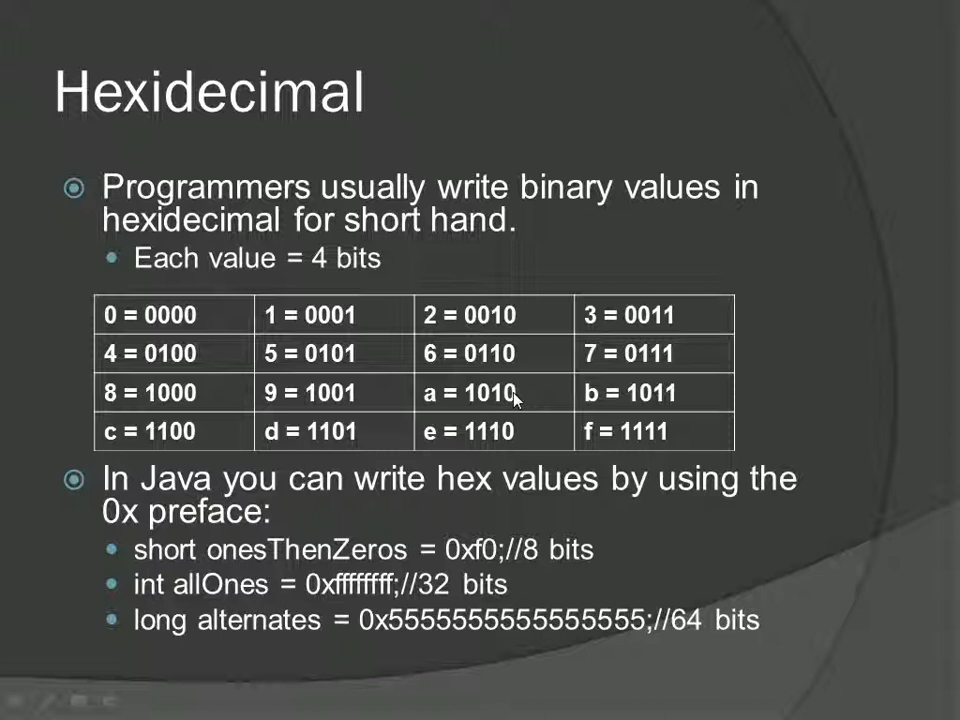 Hexidecimal
Programmers usually write binary values in
hexidecimal for short hand.
Each value = 4 bits
0 = 0000 1 = 0001 2 = 0010 3 = 0011
4 = 0100 5 = 0101 6 = 0110 7 = 0111
8 = 1000 9 = 1001 a = 1010 b = 1011
c = 1100 d = 1101 e = 1110 f = 1111
In Java you can write hex values by using the
0x preface:
short onesThenZeros = 0xf0;//8 bits
int allOnes = 0xffffffff;//32 bits
long alternates = 0x5555555555555555;//64 bits